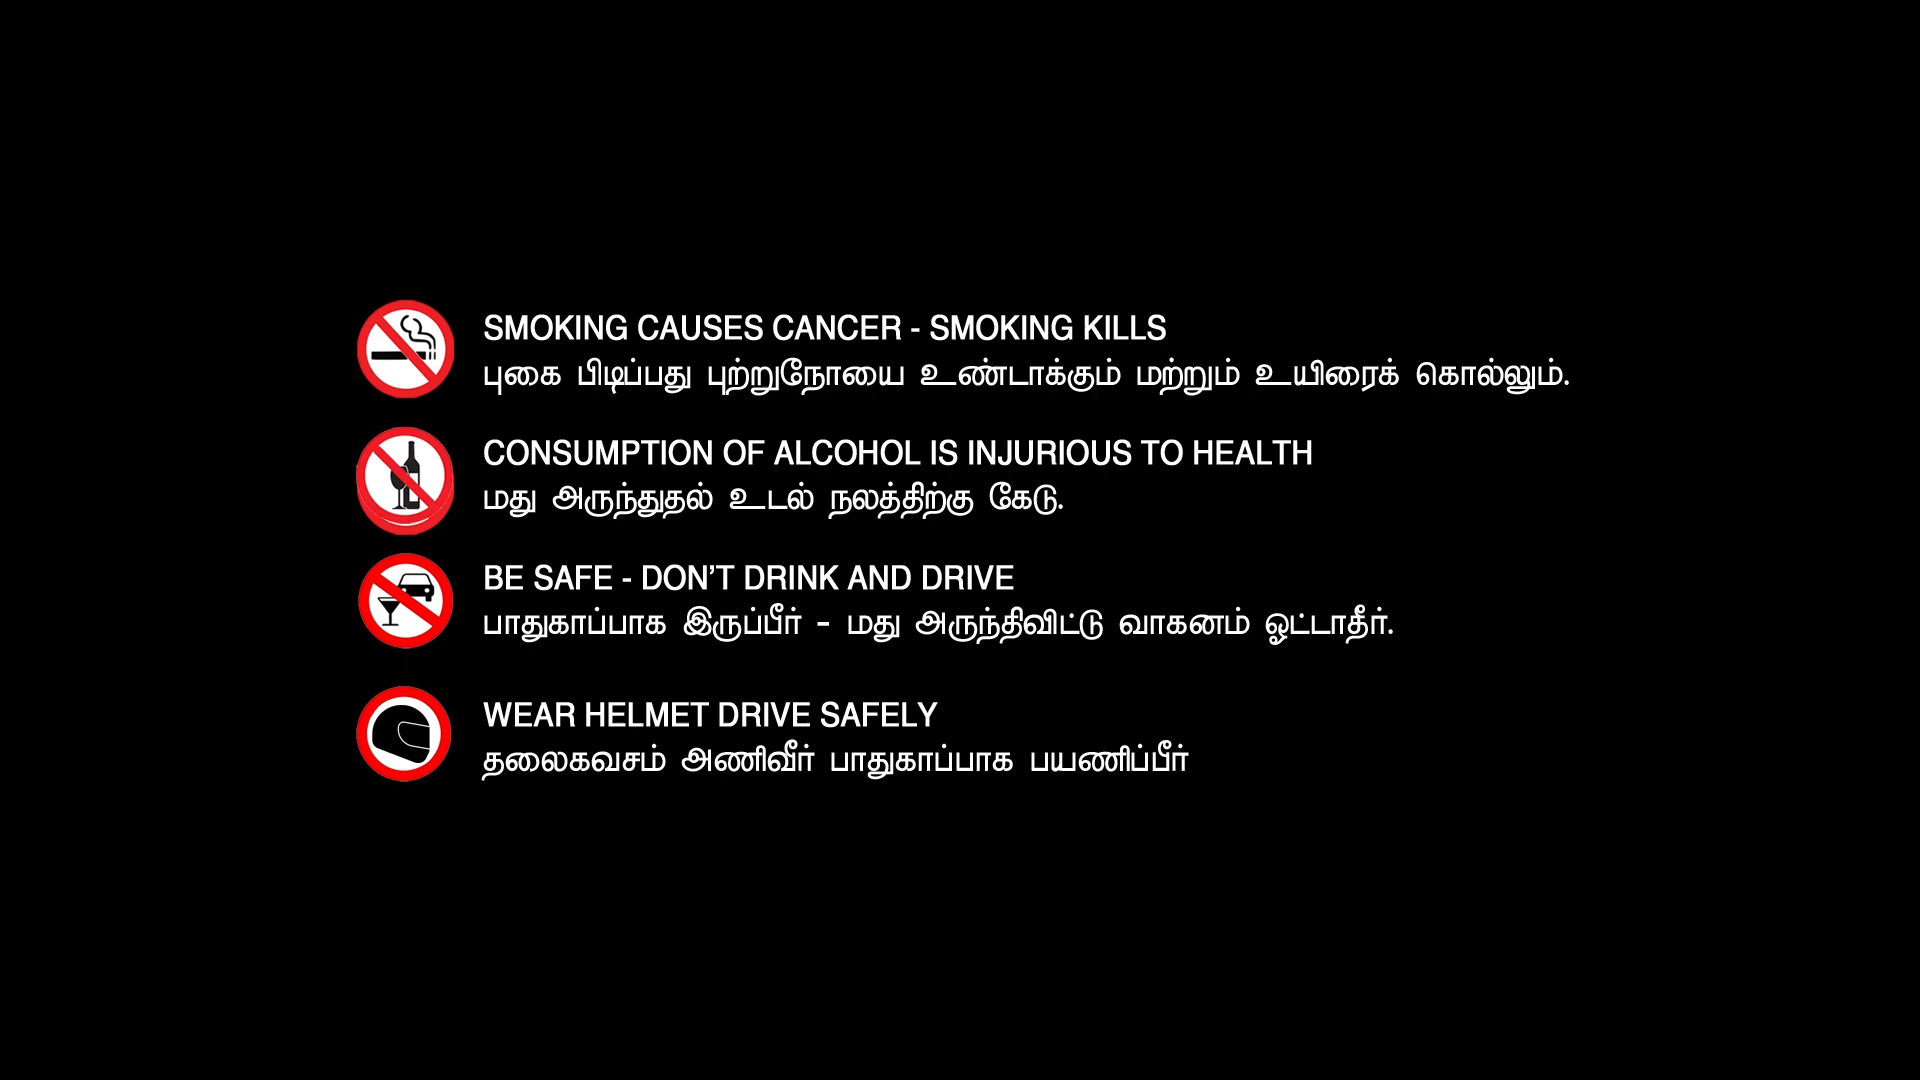 SMOKING CAUSES CANCER - SMOKING KILLS
புகை பிடிப்பது புற்றுநோயை உண்டாக்கும் மற்றும் உயிரைக் கொல்லும்.
CONSUMPTION OF ALCOHOL IS INJURIOUS TO HEALTH
மது அருந்துதல் உடல் நலத்திற்கு கேடு.
BE SAFE - DON’T DRINK AND DRIVE
பாதுகாப்பாக இருப்பீர் - மது அருந்திவிட்டு வாகனம் ஓட்டாதீர்.
WEAR HELMET DRIVE SAFELY
தலைகவசம் அணிவீர் பாதுகாப்பாக பயணிப்பீர்